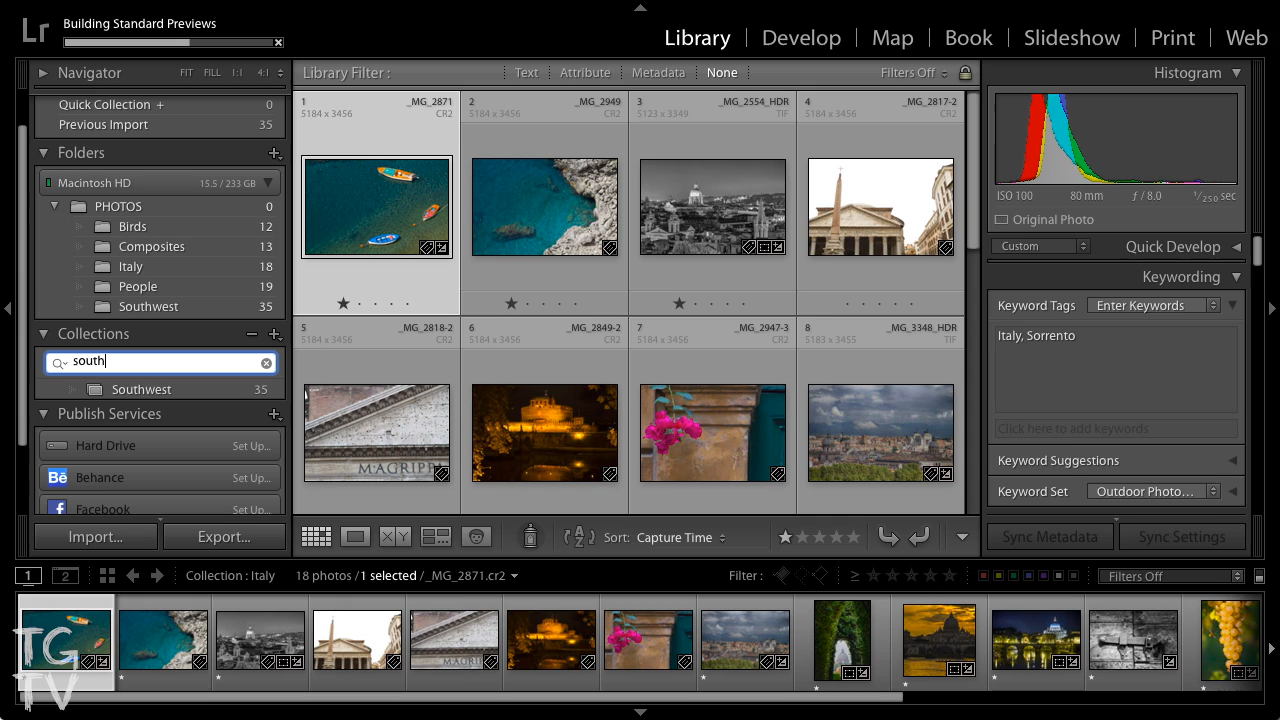 Lr
Building Standard Previews
Library | Develop | Map | Book | Slideshow | Print | Web
Navigator FIT FILL 1:1 4:1
Quick Collection + 0
Previous Import 35
Folders
Macintosh HD 15.5 / 233 GB
PHOTOS 0
Birds 12
Composites 13
Italy 18
People 19
Southwest 35
Collections
south
Southwest 35
Publish Services
Hard Drive Set Up...
Bē Behance Set Up...
f Facebook Set Up...
Import... Export...
Library Filter : Text Attribute Metadata None Filters Off
1 _MG_2871
5184 x 3456 CR2
2 _MG_2949
5184 x 3456 CR2
3 _MG_2554_HDR
5123 x 3349 TIF
4 _MG_2817-2
5184 x 3456 CR2
5 _MG_2818-2
5184 x 3456 CR2
M·AGRIPPA
6 _MG_2849-2
5184 x 3456 CR2
7 _MG_2947-3
5184 x 3456 CR2
8 _MG_3348_HDR
5183 x 3455 TIF
X Y Sort: Capture Time
Histogram
ISO 100 80 mm ƒ / 8.0 1/250 sec
Original Photo
Custom Quick Develop
Keywording
Keyword Tags Enter Keywords
Italy, Sorrento
Click here to add keywords
Keyword Suggestions
Keyword Set Outdoor Photo...
Sync Metadata Sync Settings
1 2 Collection : Italy 18 photos / 1 selected / _MG_2871.cr2 Filter : ≥ Filters Off
TG
TV